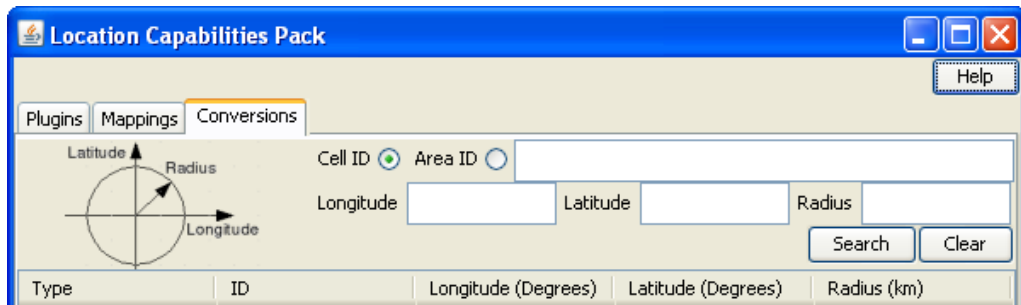 Location Capabilities Pack
Help
Plugins Mappings Conversions
Latitude
Radius
Longitude
Cell ID Area ID
Longitude Latitude Radius
Search Clear
Type ID Longitude (Degrees) Latitude (Degrees) Radius (km)